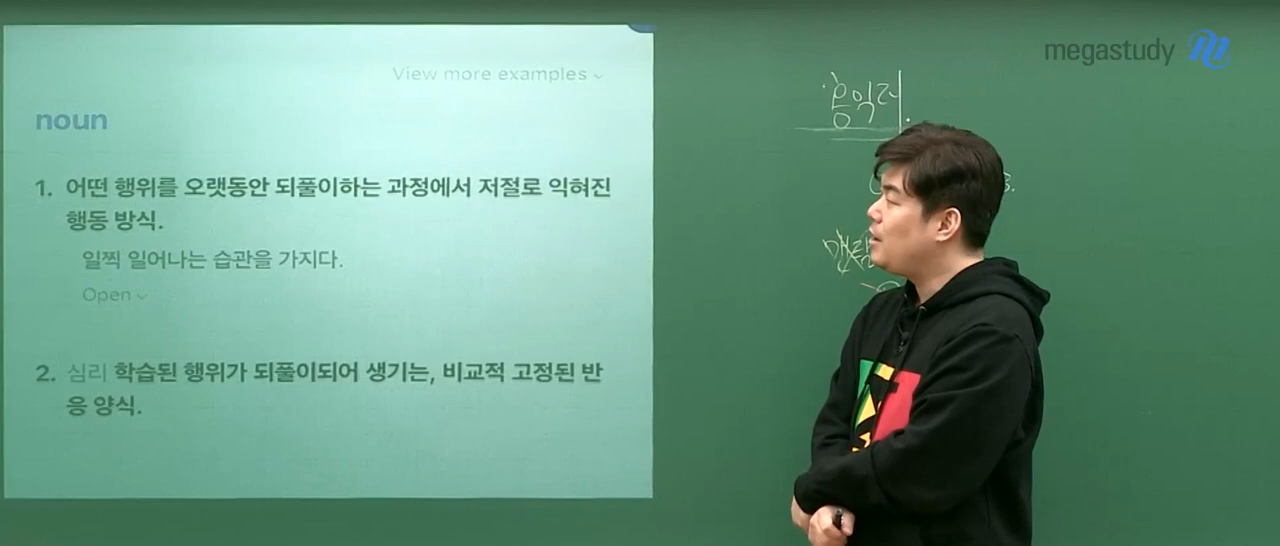 View more examples
noun
1. 어떤 행위를 오랫동안 되풀이하는 과정에서 저절로 익혀진
행동 방식.
일찍 일어나는 습관을 가지다.
Open
2. 심리 학습된 행위가 되풀이되어 생기는, 비교적 고정된 반
응 양식.
megastudy